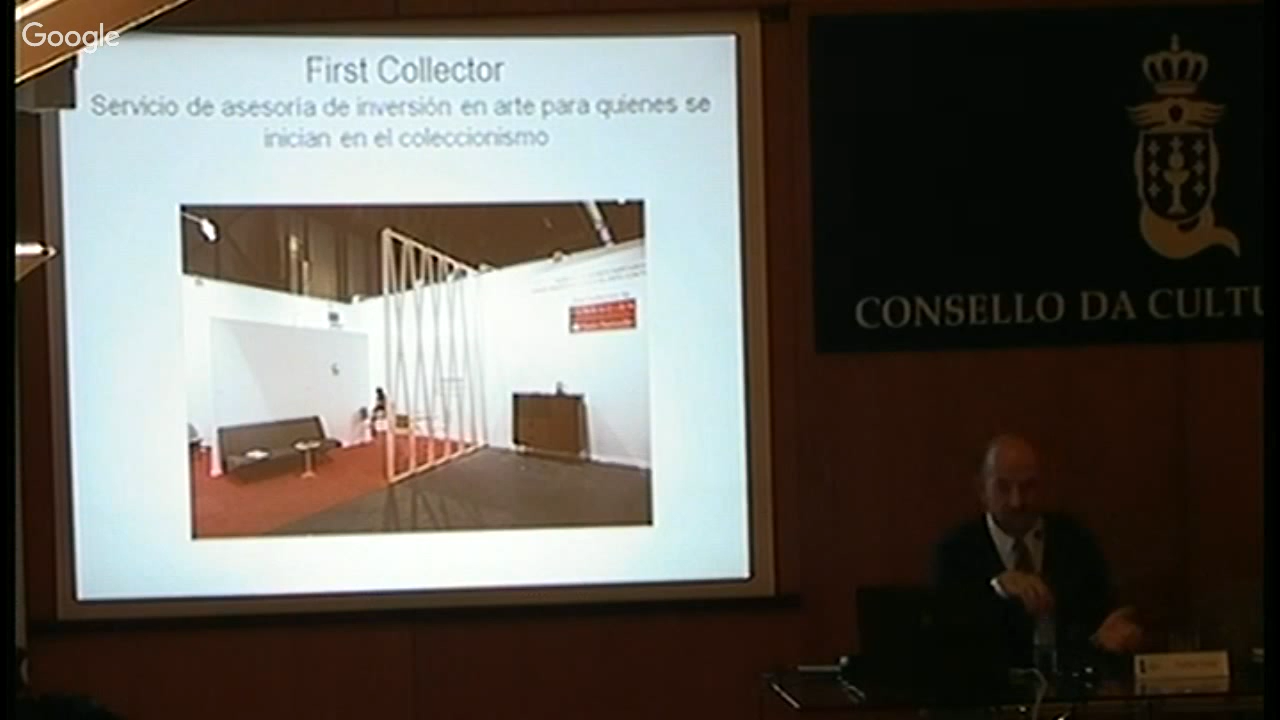 Google
First Collector
Servicio de asesoría de inversión en arte para quienes se
inician en el coleccionismo
CONSELLO DA CULTU